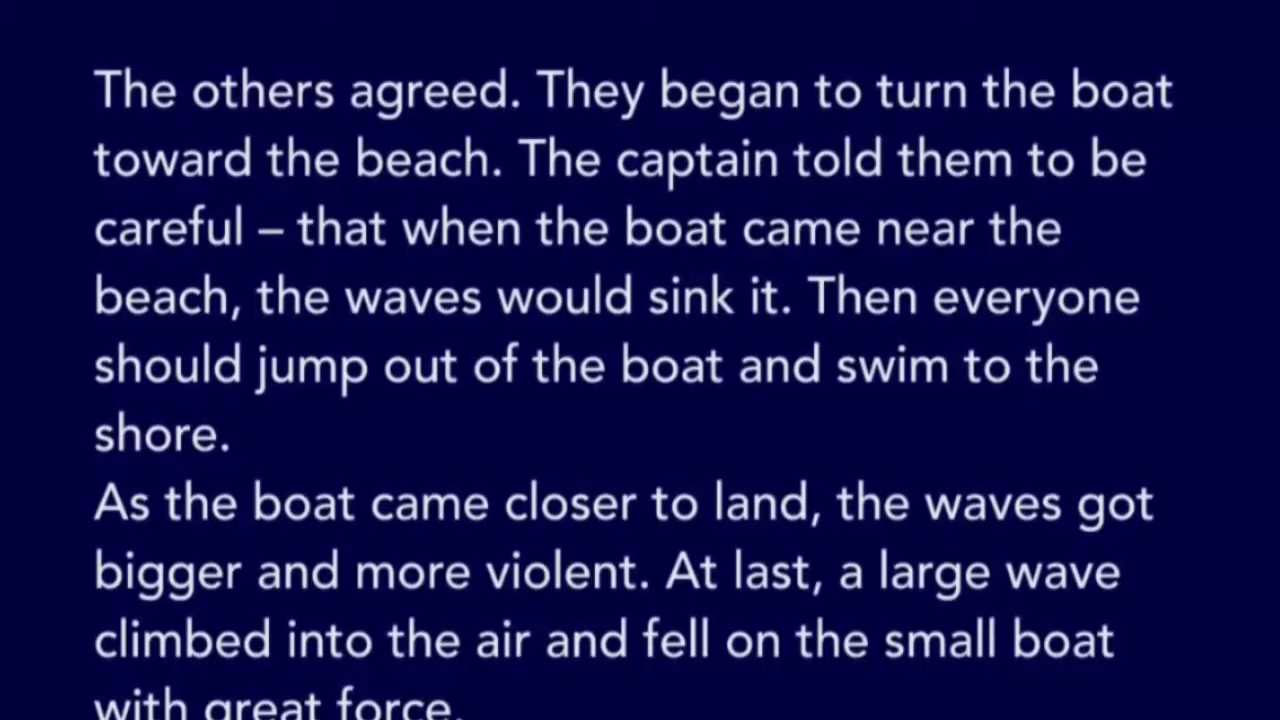 The others agreed. They began to turn the boat
toward the beach. The captain told them to be
careful – that when the boat came near the
beach, the waves would sink it. Then everyone
should jump out of the boat and swim to the
shore.
As the boat came closer to land, the waves got
bigger and more violent. At last, a large wave
climbed into the air and fell on the small boat
with great force.